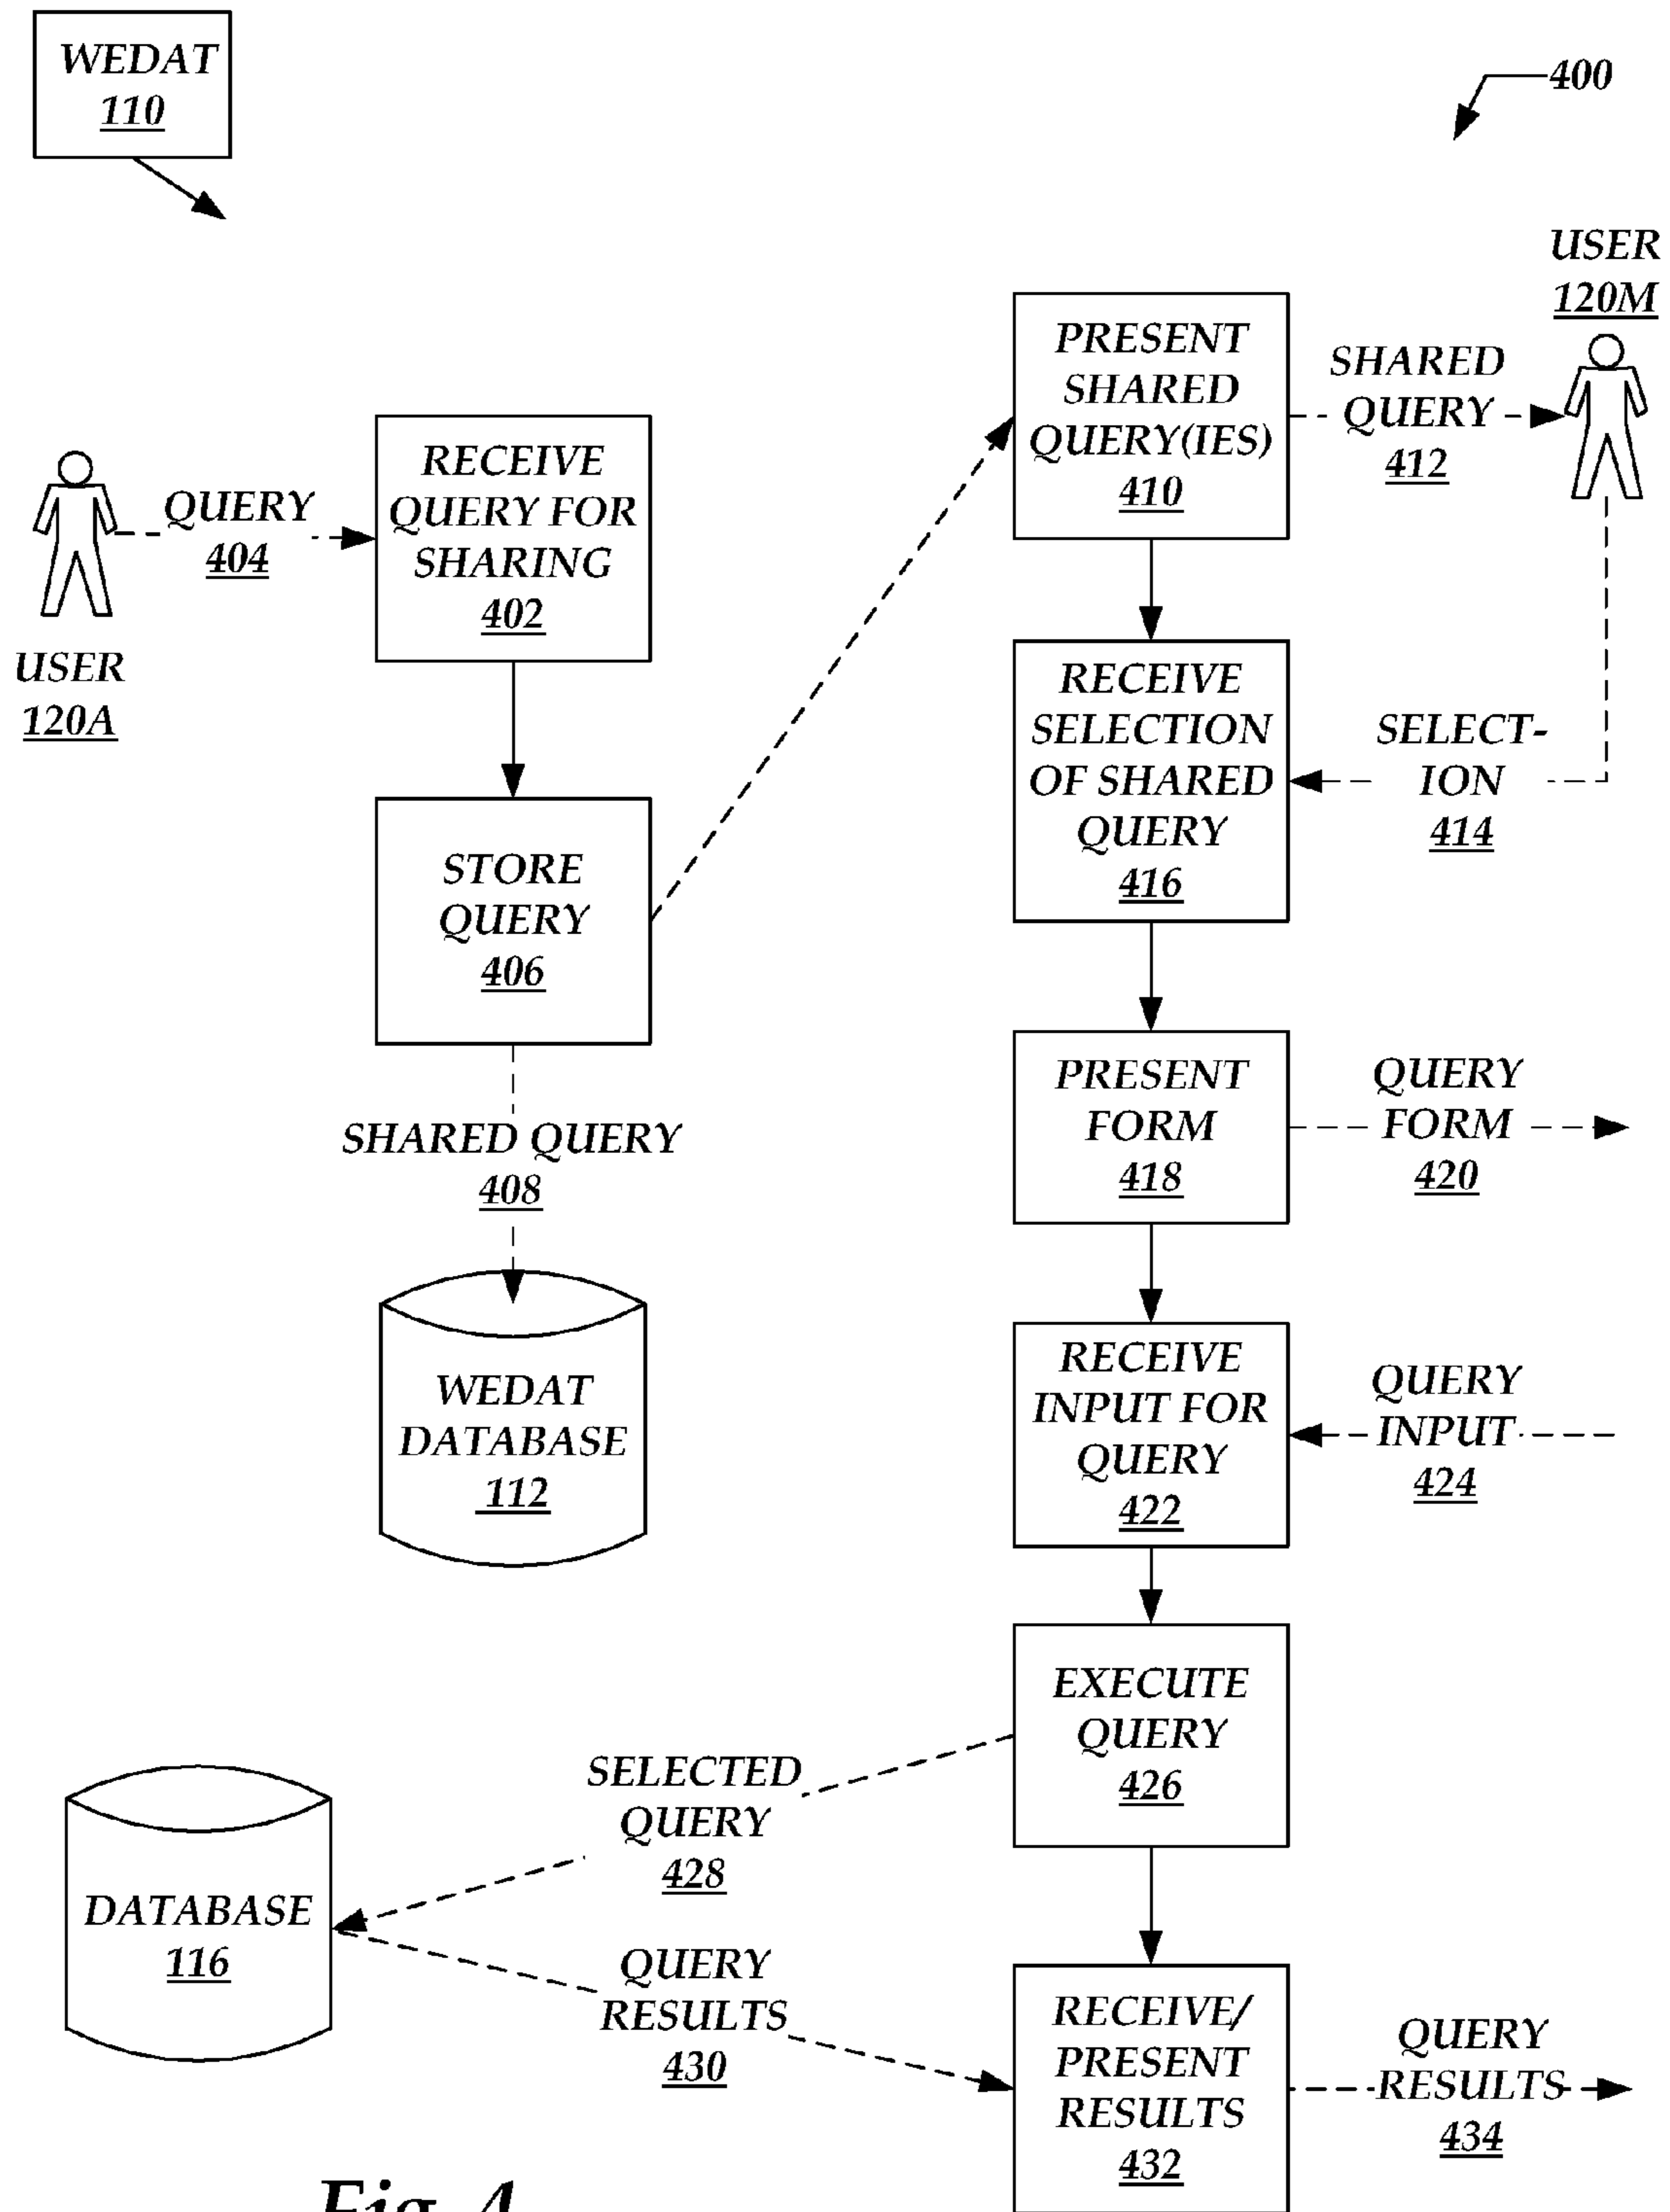 WEDAT
110
400
USER
120M
PRESENT
SHARED
QUERY(IES)
410
SHARED
QUERY
412
RECEIVE
QUERY FOR
SHARING
402
QUERY
404
USER
120A
RECEIVE
SELECTION
OF SHARED
QUERY
416
SELECT-
ION
414
STORE
QUERY
406
PRESENT
FORM
418
QUERY
FORM
420
SHARED QUERY
408
WEDAT
DATABASE
112
RECEIVE
INPUT FOR
QUERY
422
QUERY
INPUT
424
EXECUTE
QUERY
426
SELECTED
QUERY
428
DATABASE
116
QUERY
RESULTS
430
RECEIVE/
PRESENT
RESULTS
432
QUERY
RESULTS
434
Fig. 4